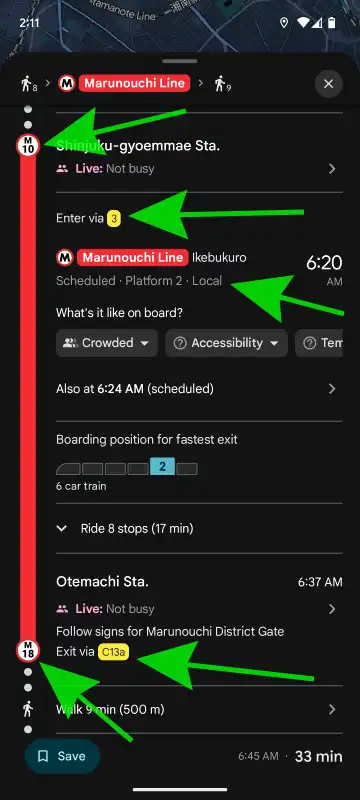 Yamanote Line
2:11
8 > M Marunouchi Line > 9
M 10
Shinjuku-gyoemmae Sta.
Live: Not busy
Enter via 3
M Marunouchi Line Ikebukuro
6:20 AM
Scheduled · Platform 2 · Local
What's it like on board?
Crowded
Accessibility
Tem
Also at 6:24 AM (scheduled)
Boarding position for fastest exit
2
6 car train
Ride 8 stops (17 min)
Otemachi Sta.
6:37 AM
Live: Not busy
Follow signs for Marunouchi District Gate
Exit via C13a
M 18
Walk 9 min (500 m)
Save
6:45 AM · 33 min